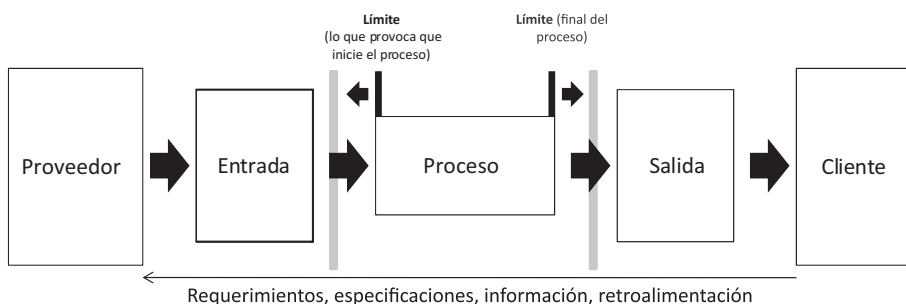 Límite
(lo que provoca que
inicie el proceso)
Límite (final del
proceso)
Proveedor
Entrada
Proceso
Salida
Cliente
Requerimientos, especificaciones, información, retroalimentación